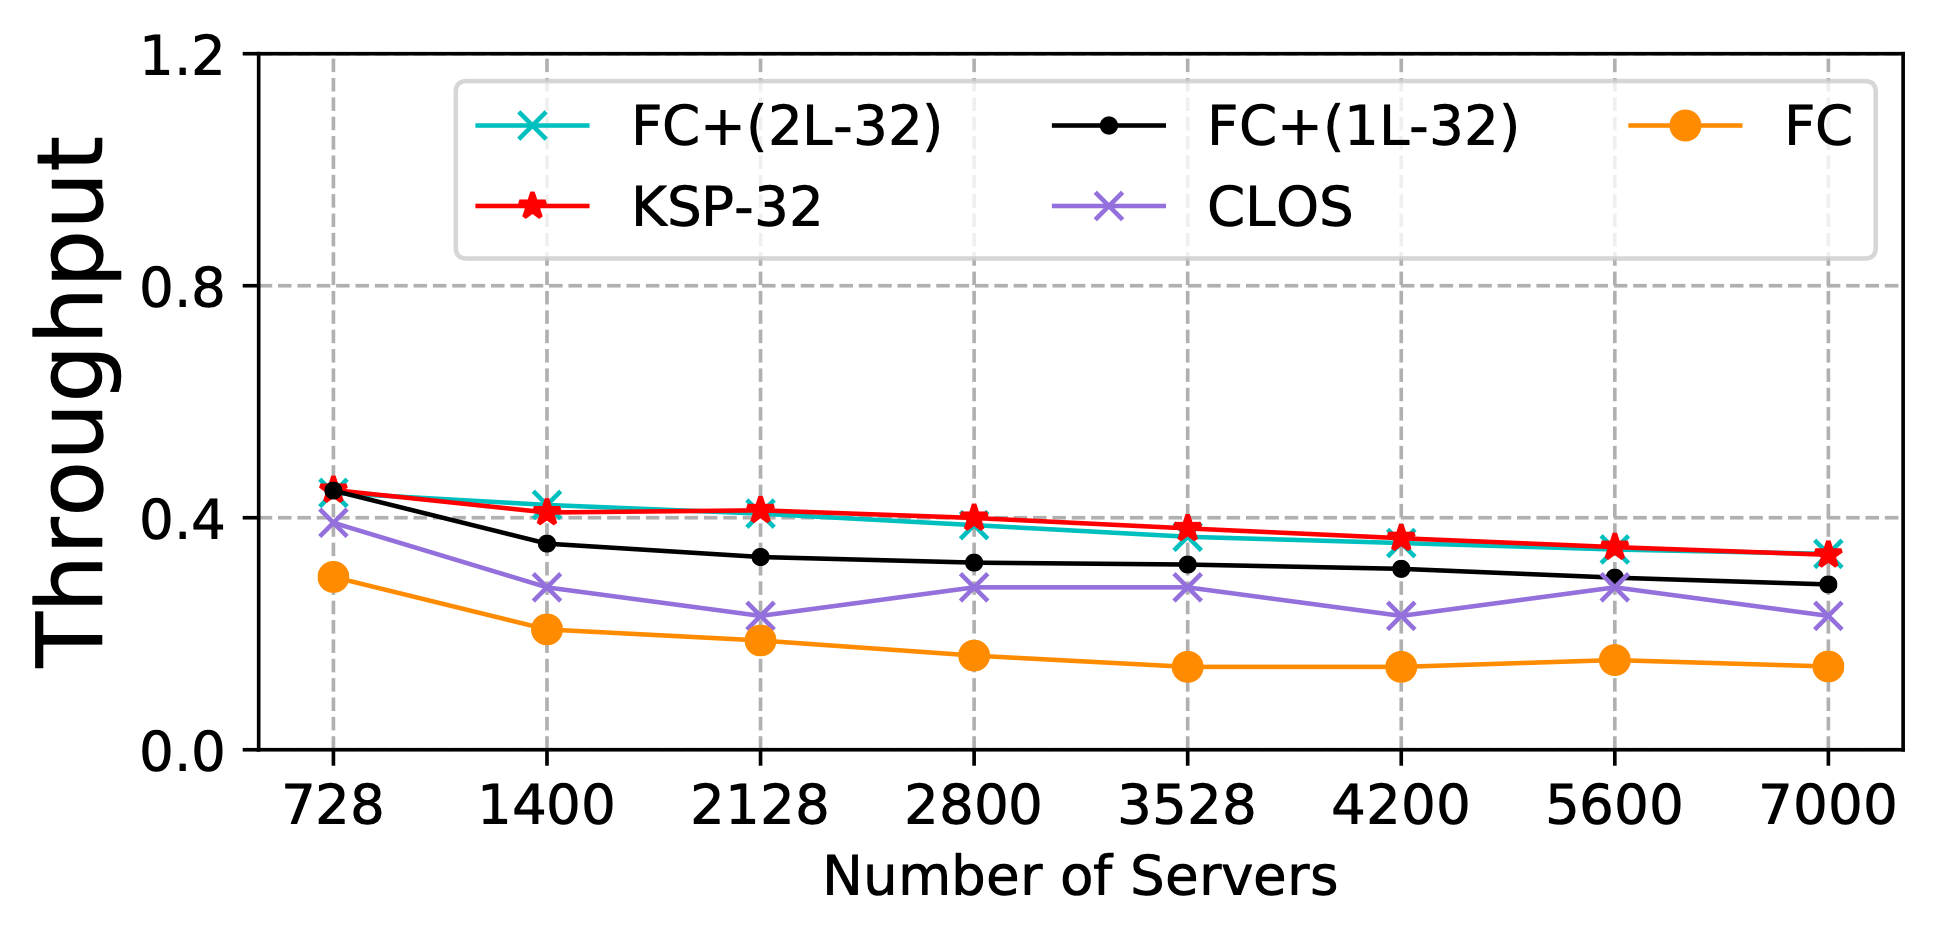 Throughput
1.2
0.8
0.4
0.0
FC+(2L-32) FC+(1L-32) FC
KSP-32 CLOS
728 1400 2128 2800 3528 4200 5600 7000
Number of Servers